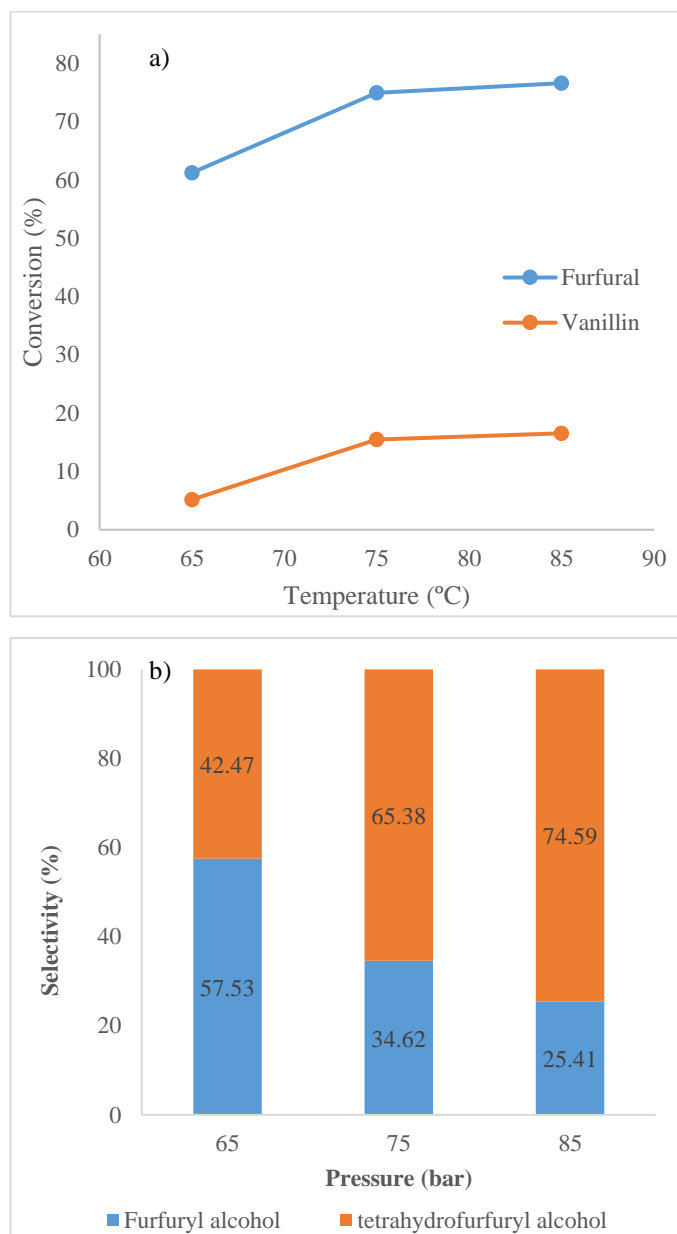 a)
80
70
60
50
40
30
20
10
0
Conversion (%)
Furfural
Vanillin
60 65 70 75 80 85 90
Temperature (ºC)
b)
100
80
60
40
20
0
Selectivity (%)
42.47
65.38
74.59
57.53
34.62
25.41
65 75 85
Pressure (bar)
Furfuryl alcohol tetrahydrofurfuryl alcohol